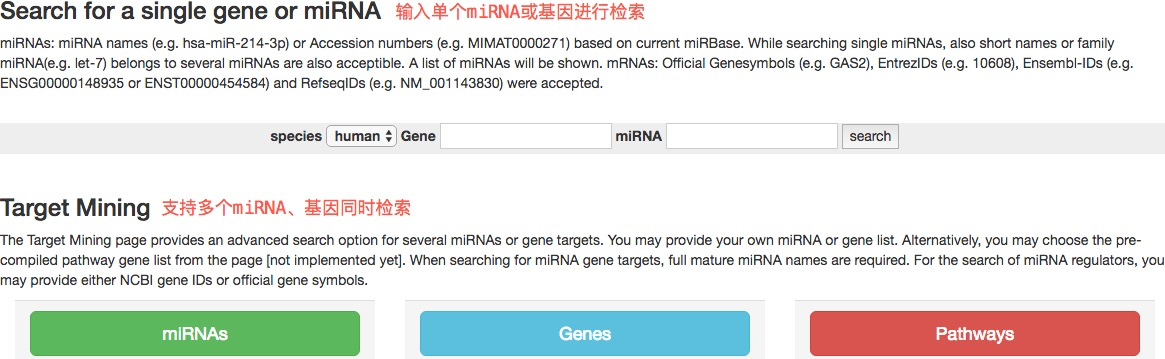 Search for a single gene or miRNA 输入单个miRNA或基因进行检索
miRNAs: miRNA names (e.g. hsa-miR-214-3p) or Accession numbers (e.g. MIMAT0000271) based on current miRBase. While searching single miRNAs, also short names or family
miRNA(e.g. let-7) belongs to several miRNAs are also acceptible. A list of miRNAs will be shown. mRNAs: Official Genesymbols (e.g. GAS2), EntrezIDs (e.g. 10608), Ensembl-IDs (e.g.
ENSG00000148935 or ENST00000454584) and RefseqIDs (e.g. NM_001143830) were accepted.
species human Gene miRNA search
Target Mining 支持多个miRNA、基因同时检索
The Target Mining page provides an advanced search option for several miRNAs or gene targets. You may provide your own miRNA or gene list. Alternatively, you may choose the pre-
compiled pathway gene list from the page [not implemented yet]. When searching for miRNA gene targets, full mature miRNA names are required. For the search of miRNA regulators, you
may provide either NCBI gene IDs or official gene symbols.
miRNAs Genes Pathways